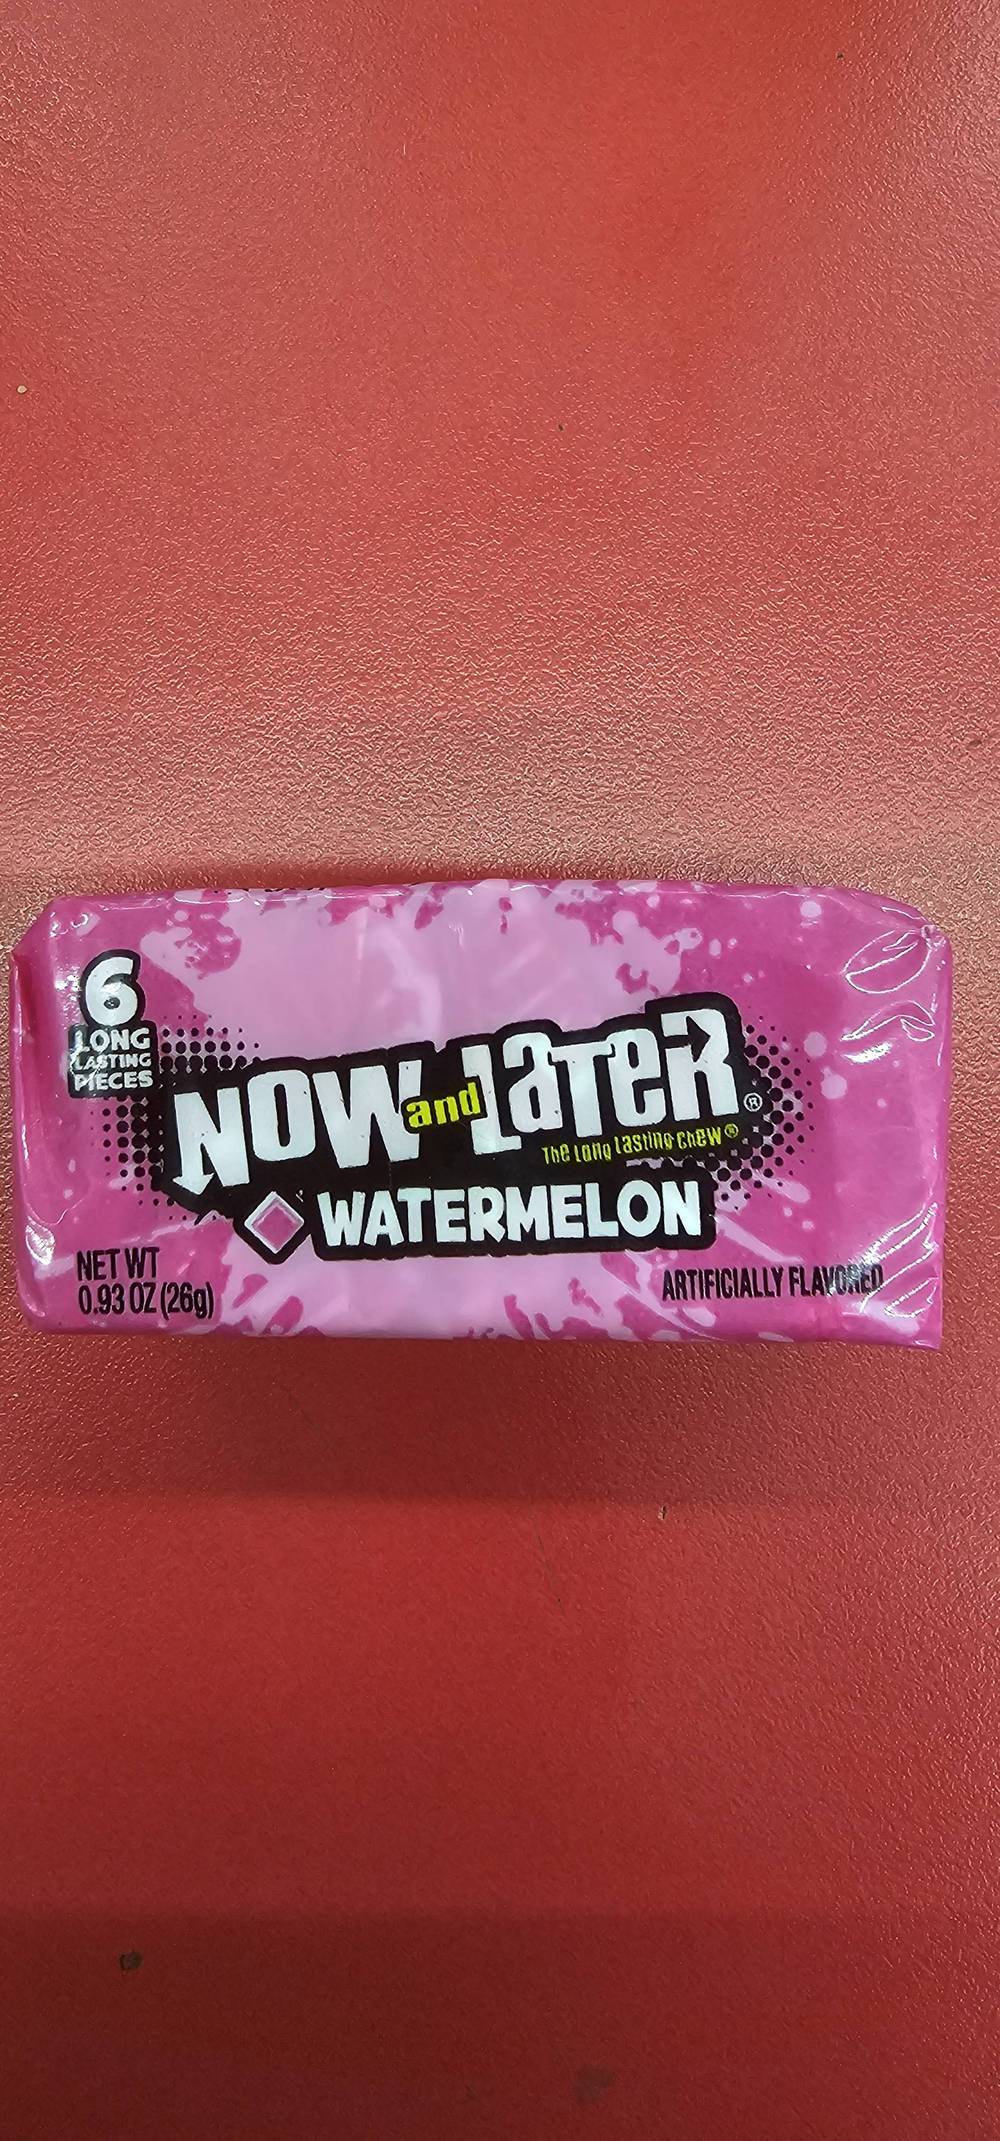 6
LONG
LASTING
PIECES
NOW and LaTeR®
The Long Lasting Chew®
WATERMELON
NET WT
0.93 OZ (26g)
ARTIFICIALLY FLAVORED